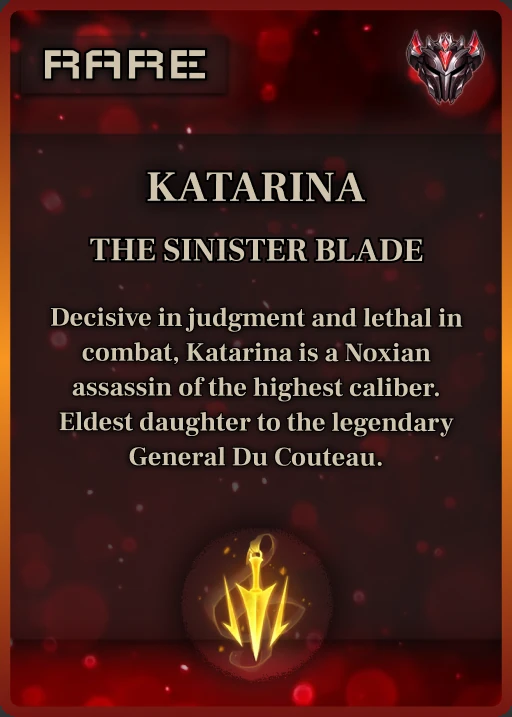 RARE
KATARINA
THE SINISTER BLADE
Decisive in judgment and lethal in
combat, Katarina is a Noxian
assassin of the highest caliber.
Eldest daughter to the legendary
General Du Couteau.